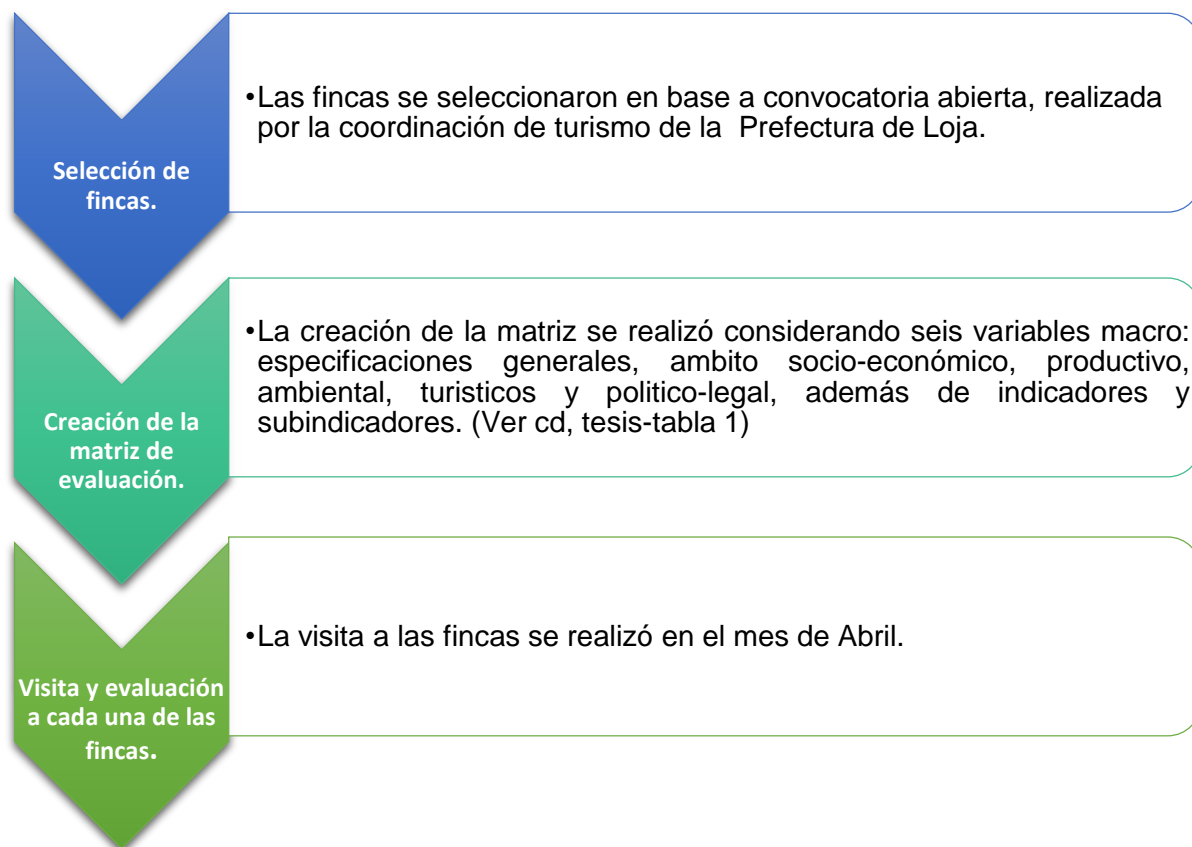 Selección de
fincas.
•Las fincas se seleccionaron en base a convocatoria abierta, realizada
por la coordinación de turismo de la Prefectura de Loja.
Creación de la
matriz de
evaluación.
•La creación de la matriz se realizó considerando seis variables macro:
especificaciones generales, ambito socio-económico, productivo,
ambiental, turisticos y politico-legal, además de indicadores y
subindicadores. (Ver cd, tesis-tabla 1)
Visita y evaluación
a cada una de las
fincas.
•La visita a las fincas se realizó en el mes de Abril.